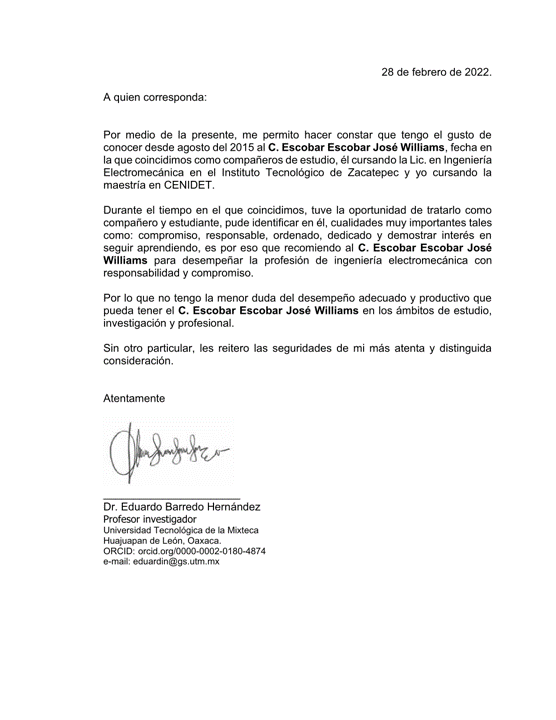 28 de febrero de 2022.
A quien corresponda:
Por medio de la presente, me permito hacer constar que tengo el gusto de
conocer desde agosto del 2015 al C. Escobar Escobar José Williams, fecha en
la que coincidimos como compañeros de estudio, él cursando la Lic. en Ingeniería
Electromecánica en el Instituto Tecnológico de Zacatepec y yo cursando la
maestría en CENIDET.
Durante el tiempo en el que coincidimos, tuve la oportunidad de tratarlo como
compañero y estudiante, pude identificar en él, cualidades muy importantes tales
como: compromiso, responsable, ordenado, dedicado y demostrar interés en
seguir aprendiendo, es por eso que recomiendo al C. Escobar Escobar José
Williams para desempeñar la profesión de ingeniería electromecánica con
responsabilidad y compromiso.
Por lo que no tengo la menor duda del desempeño adecuado y productivo que
pueda tener el C. Escobar Escobar José Williams en los ámbitos de estudio,
investigación y profesional.
Sin otro particular, les reitero las seguridades de mi más atenta y distinguida
consideración.
Atentamente
Dr. Eduardo Barredo Hernández
Profesor investigador
Universidad Tecnológica de la Mixteca
Huajuapan de León, Oaxaca.
ORCID: orcid.org/0000-0002-0180-4874
e-mail: eduardin@gs.utm.mx